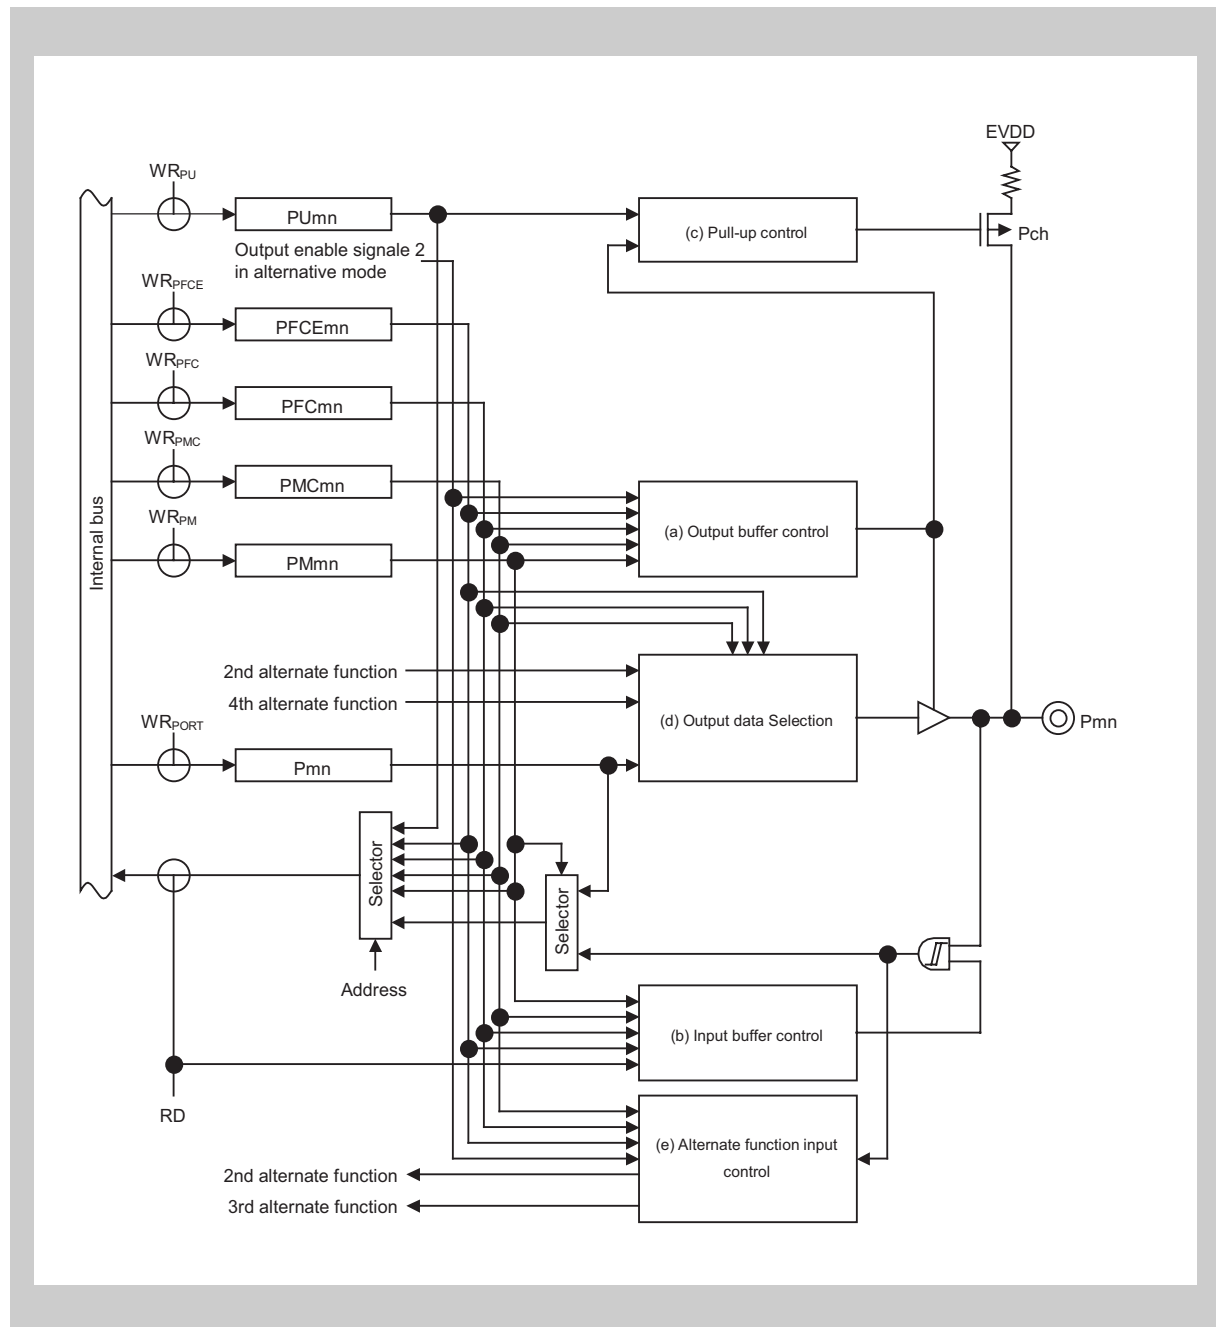 EVDD
WRPU
PUmn
(c) Pull-up control
Pch
Output enable signale 2
in alternative mode
WRPFCE
PFCEmn
WRPFC
PFCmn
WRPMC
PMCmn
(a) Output buffer control
WRPM
PMmn
Internal bus
2nd alternate function
4th alternate function
(d) Output data Selection
WRPORT
Pmn
Pmn
Selector
Selector
Address
(b) Input buffer control
RD
(e) Alternate function input
control
2nd alternate function
3rd alternate function